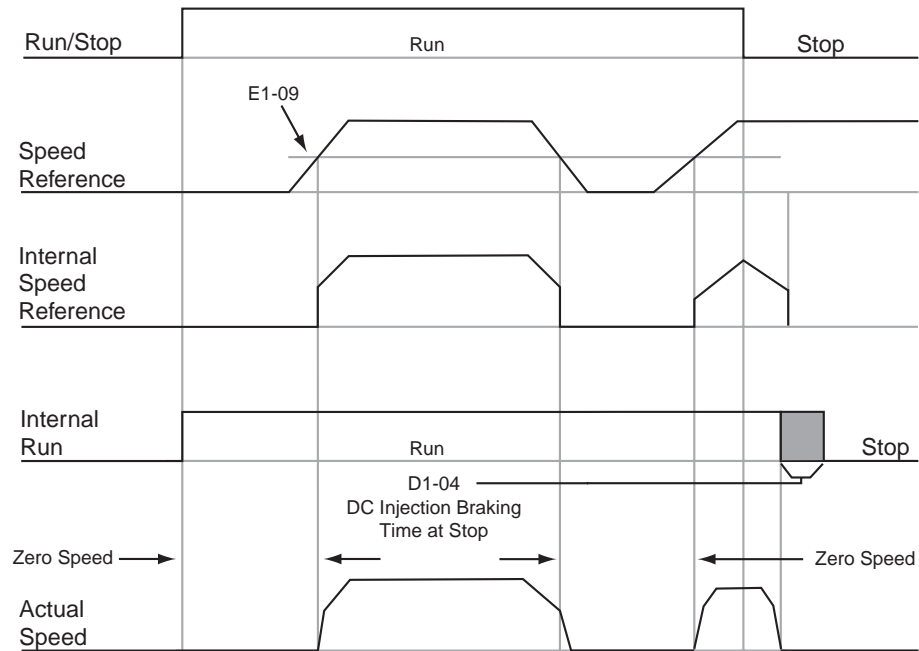 Run/Stop
Run
Stop
E1-09
Speed
Reference
Internal
Speed
Reference
Internal
Run
Run
Stop
D1-04
DC Injection Braking
Time at Stop
Zero Speed
Zero Speed
Actual
Speed